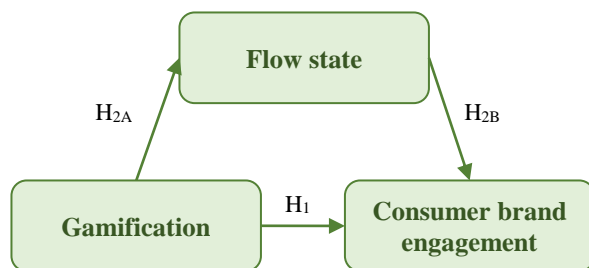 Flow state
H2A
H2B
Gamification
H1
Consumer brand
engagement